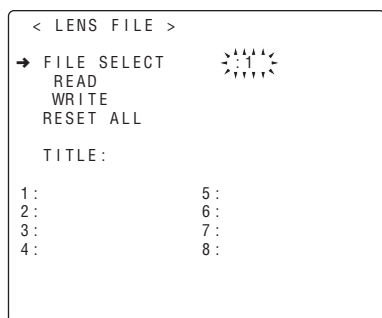 < LENS FILE >
➔ FILE SELECT :1
READ
WRITE
RESET ALL
TITLE:
1: 5:
2: 6:
3: 7:
4: 8: